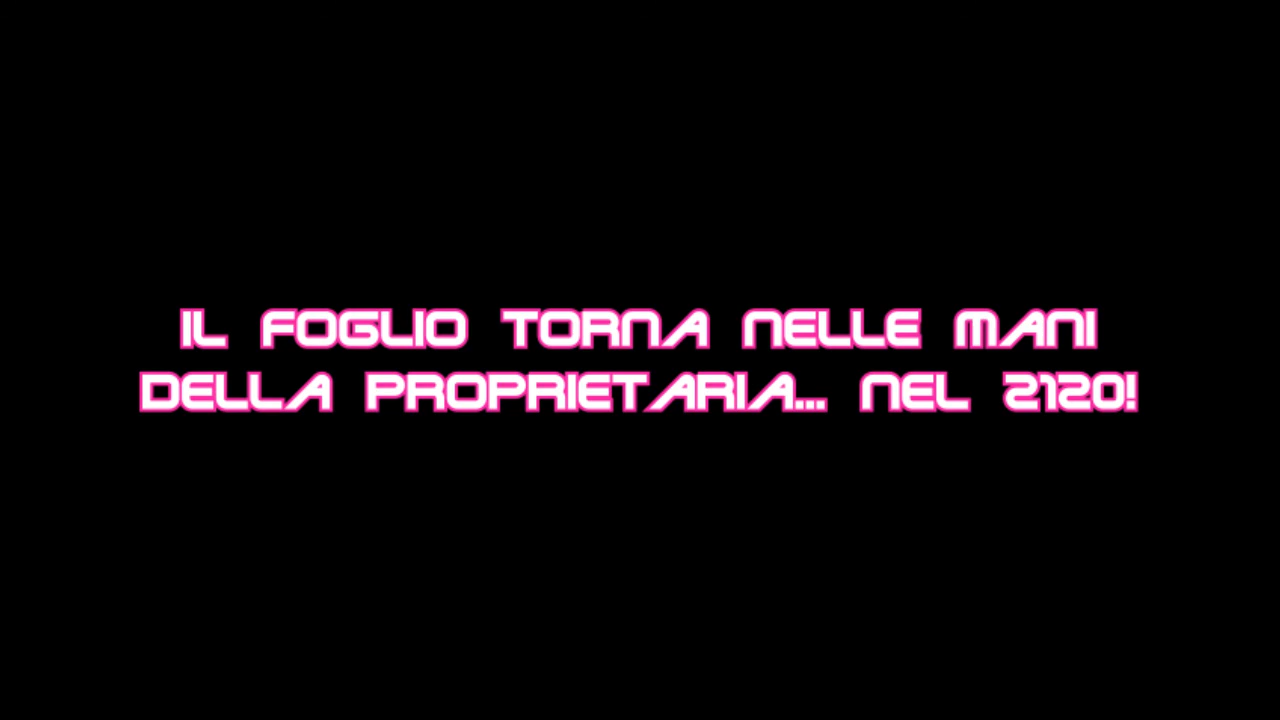 IL FOGLIO TORNA NELLE MANI
DELLA PROPRIETARIA... NEL 2120!